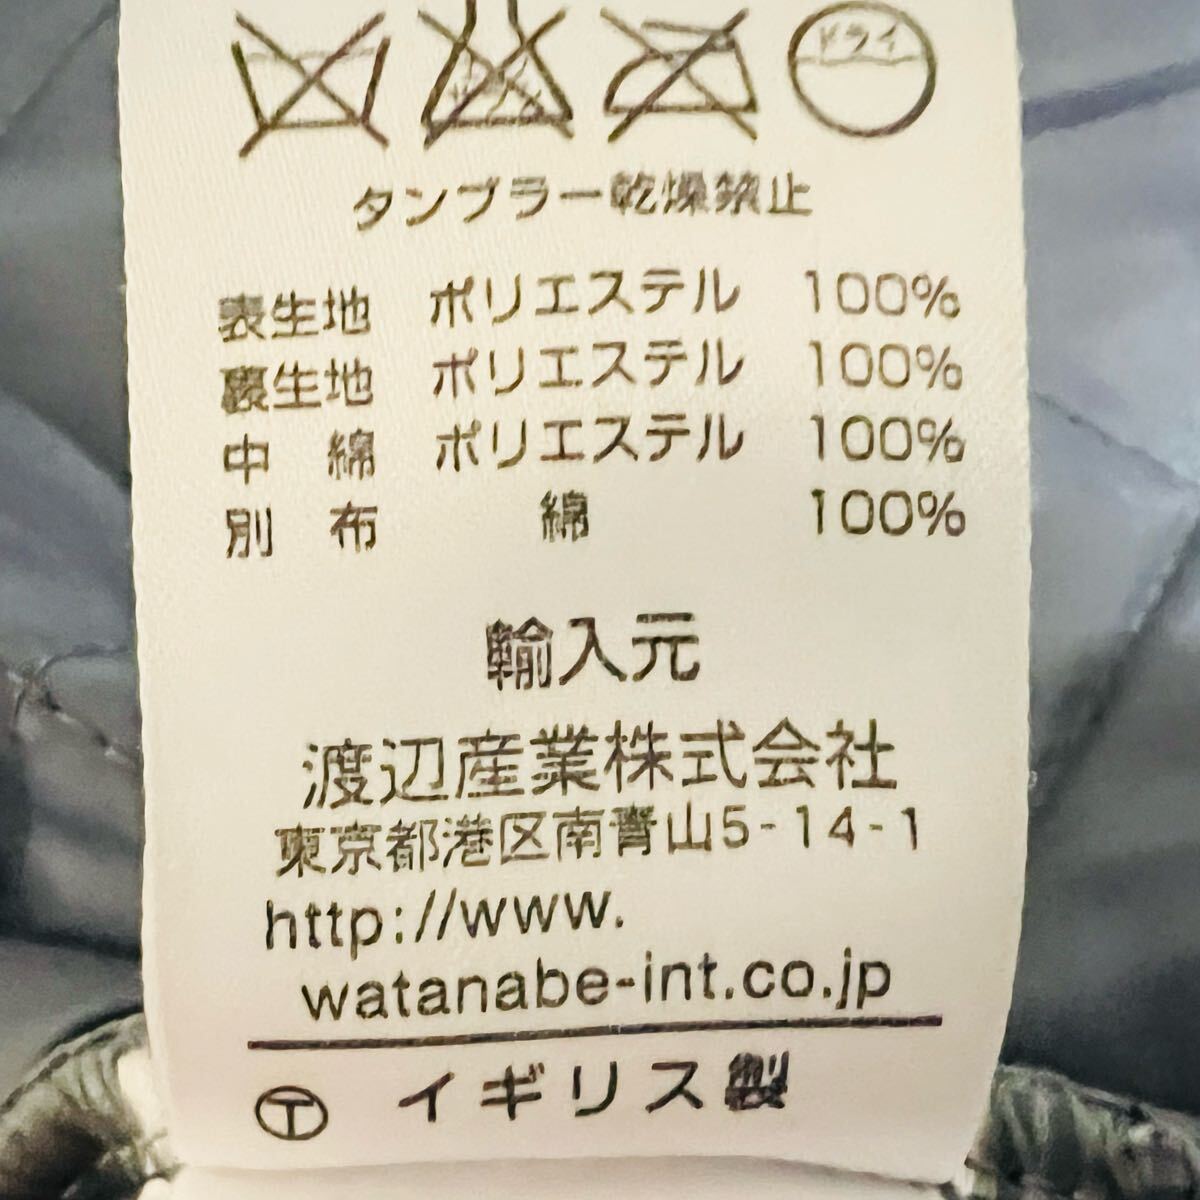 ドライ
タンブラー乾燥禁止
表生地 ポリエステル 100%
裏生地 ポリエステル 100%
中 綿 ポリエステル 100%
別 布 綿 100%
輸入元
渡辺産業株式会社
東京都港区南青山5-14-1
http://www.
watanabe-int.co.jp
Ⓣ イギリス製